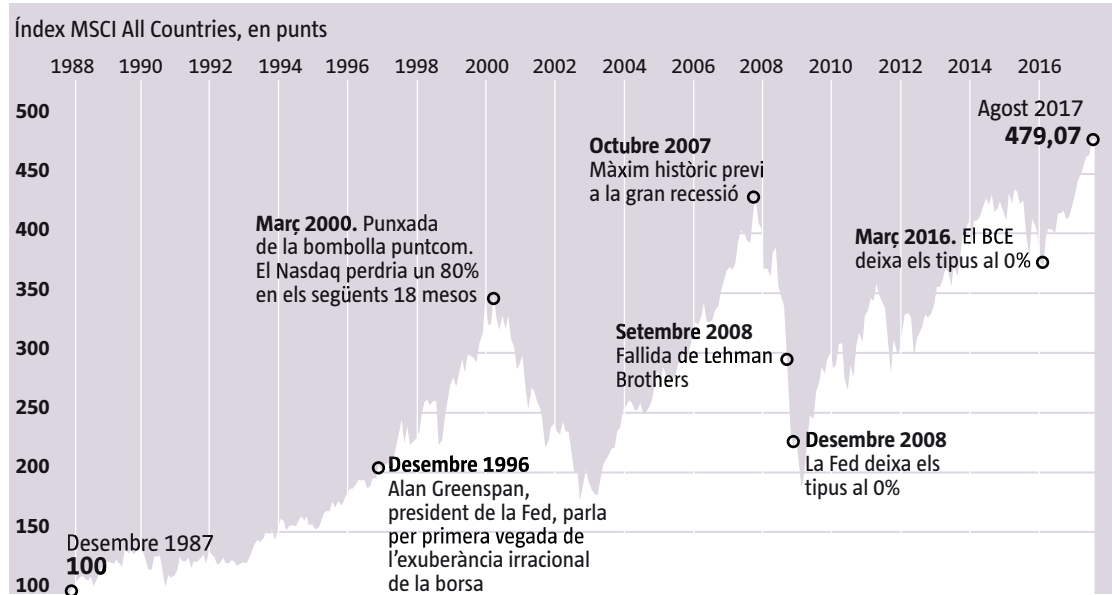 Índex MSCI All Countries, en punts
1988 1990 1992 1994 1996 1998 2000 2002 2004 2006 2008 2010 2012 2014 2016
500
450
400
350
300
250
200
150
100
Desembre 1987
100
Desembre 1996
Alan Greenspan,
president de la Fed, parla
per primera vegada de
l’exuberància irracional
de la borsa
Març 2000. Punxada
de la bombolla puntcom.
El Nasdaq perdria un 80%
en els següents 18 mesos
Octubre 2007
Màxim històric previ
a la gran recessió
Setembre 2008
Fallida de Lehman
Brothers
Desembre 2008
La Fed deixa els
tipus al 0%
Març 2016. El BCE
deixa els tipus al 0%
Agost 2017
479,07